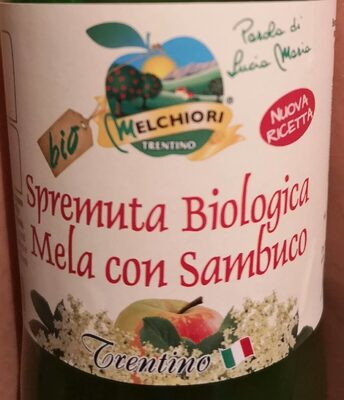 Parola di
Lucia Maria
bio
MELCHIORI®
TRENTINO
NUOVA
RICETTA
Spremuta Biologica
Mela con Sambuco
Trentino